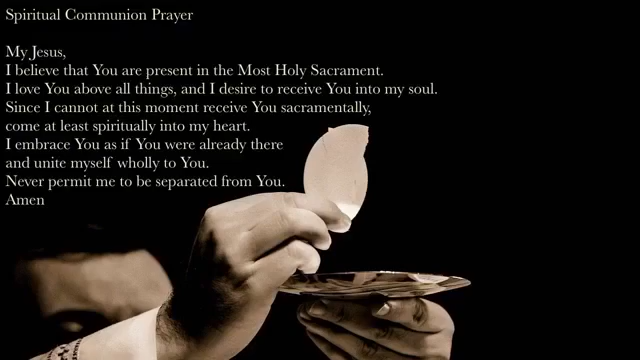 Spiritual Communion Prayer
My Jesus,
I believe that You are present in the Most Holy Sacrament.
I love You above all things, and I desire to receive You into my soul.
Since I cannot at this moment receive You sacramentally,
come at least spiritually into my heart.
I embrace You as if You were already there
and unite myself wholly to You.
Never permit me to be separated from You.
Amen